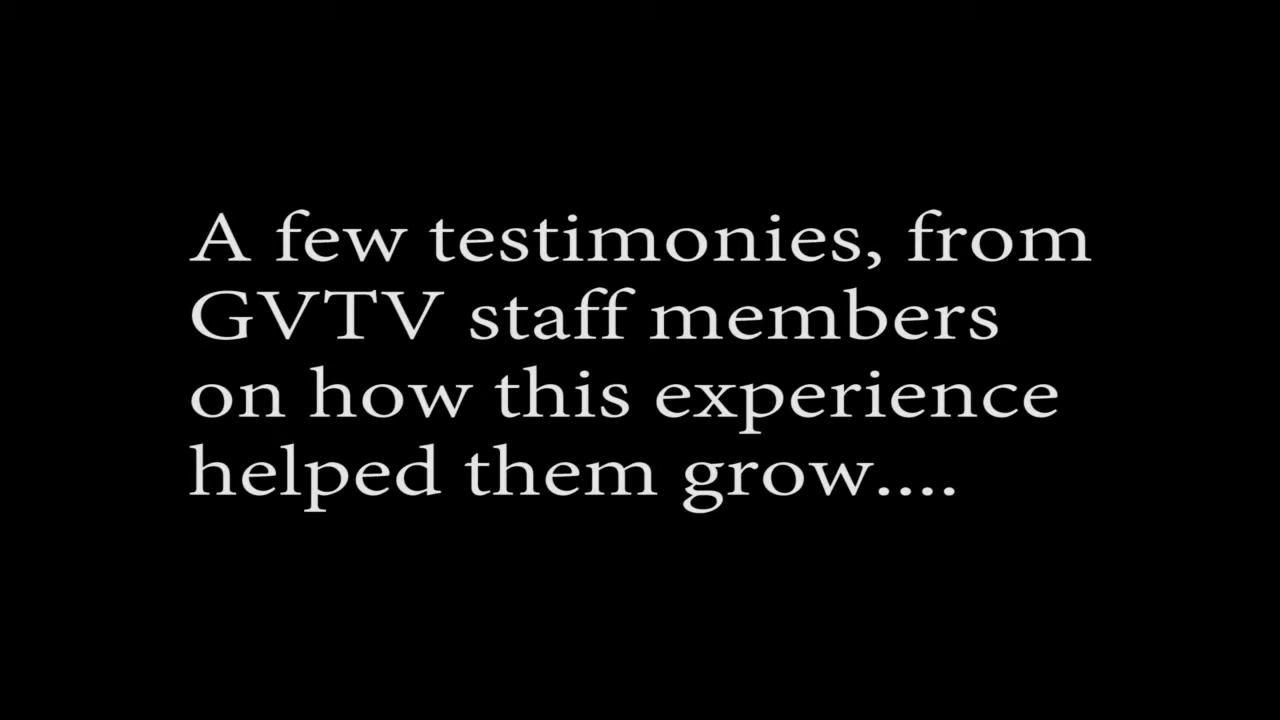 A few testimonies, from
GVTV staff members
on how this experience
helped them grow....